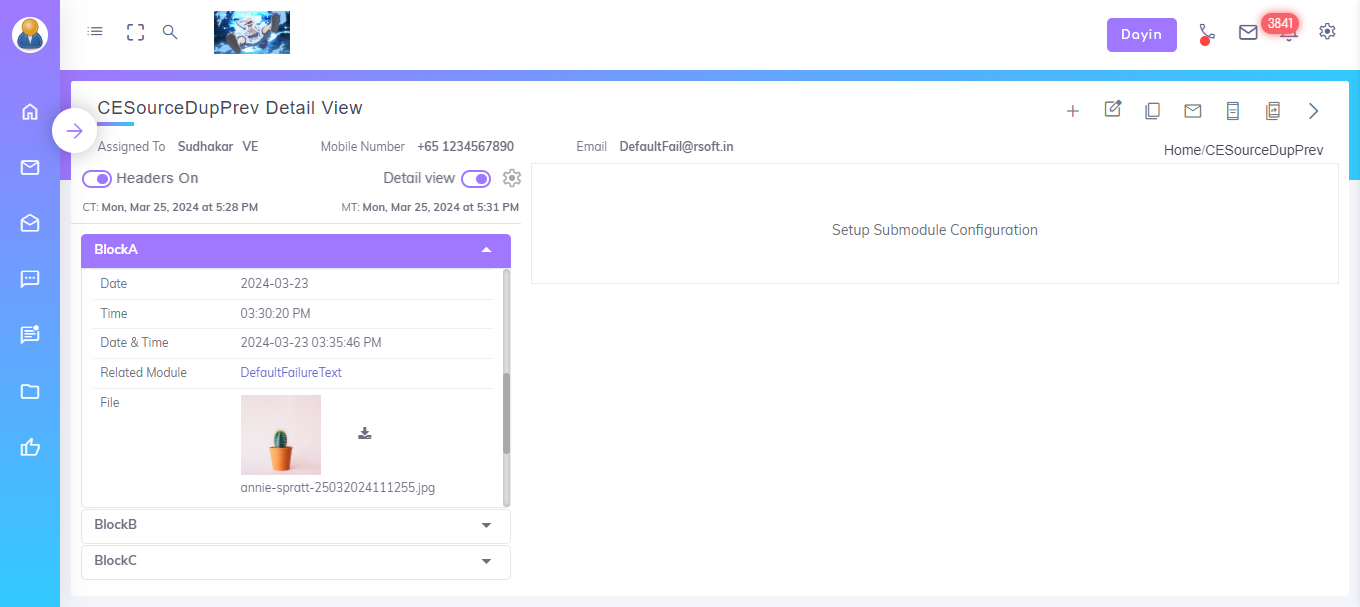 Dayin
3841
CESourceDupPrev Detail View
Assigned To Sudhakar VE Mobile Number +65 1234567890 Email DefaultFail@rsoft.in
Home/CESourceDupPrev
Headers On Detail view
CT: Mon, Mar 25, 2024 at 5:28 PM MT: Mon, Mar 25, 2024 at 5:31 PM
Setup Submodule Configuration
BlockA
Date 2024-03-23
Time 03:30:20 PM
Date & Time 2024-03-23 03:35:46 PM
Related Module DefaultFailureText
File
annie-spratt-25032024111255.jpg
BlockB
BlockC